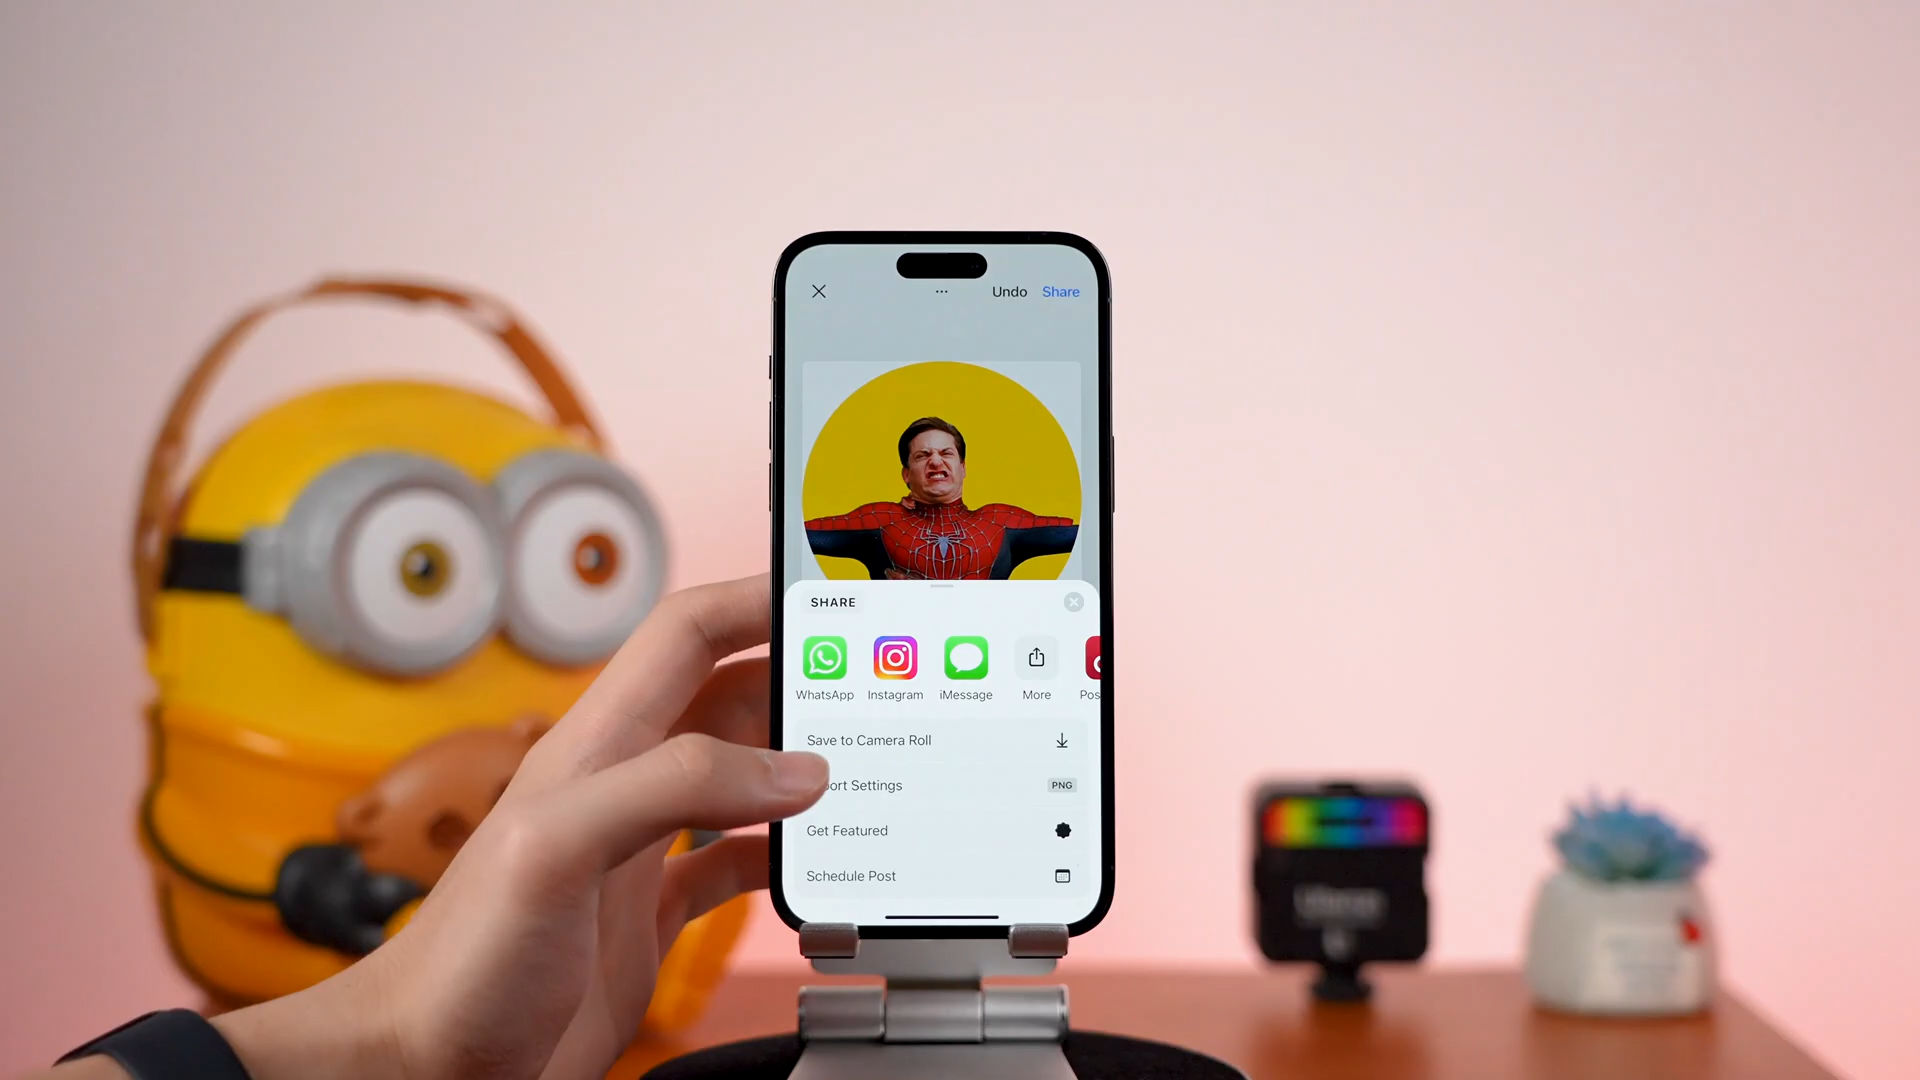 ··· Undo Share
SHARE
WhatsApp Instagram iMessage More Pos
Save to Camera Roll
ort Settings PNG
Get Featured
Schedule Post